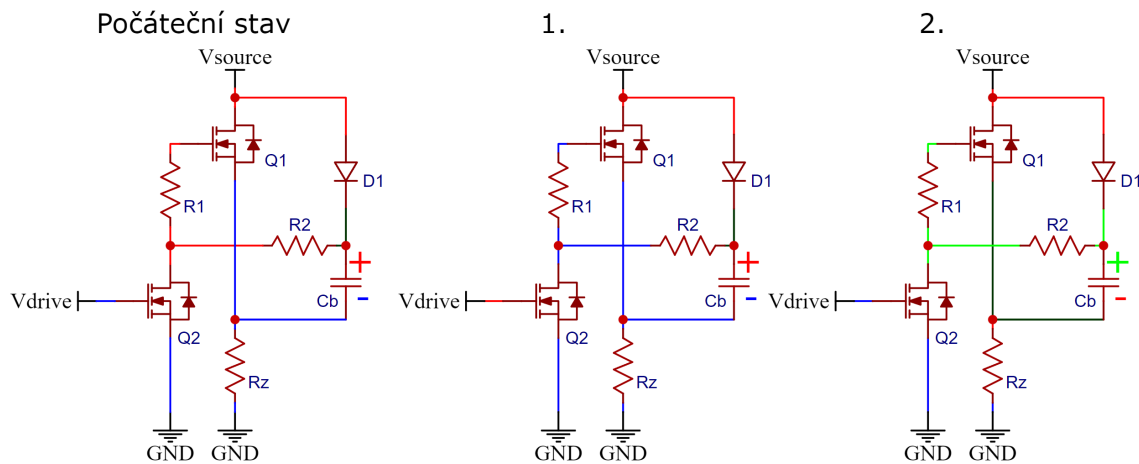 Počáteční stav
Vsource
Q1
D1
R1
R2
+
-
Cb
Vdrive
Q2
Rz
GND
GND
1.
Vsource
Q1
D1
R1
R2
+
-
Cb
Vdrive
Q2
Rz
GND
GND
2.
Vsource
Q1
D1
R1
R2
+
-
Cb
Vdrive
Q2
Rz
GND
GND